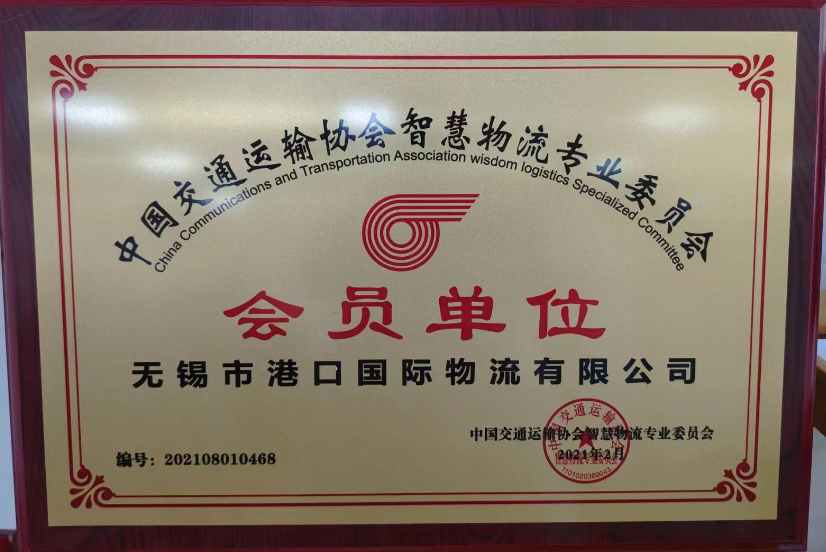 中国交通运输协会智慧物流专业委员会
China Communications and Transportation Association wisdom logistics Specialized Committee
会员单位
无锡市港口国际物流有限公司
中国交通运输协会智慧物流专业委员会
编号：202108010468
2021年2月